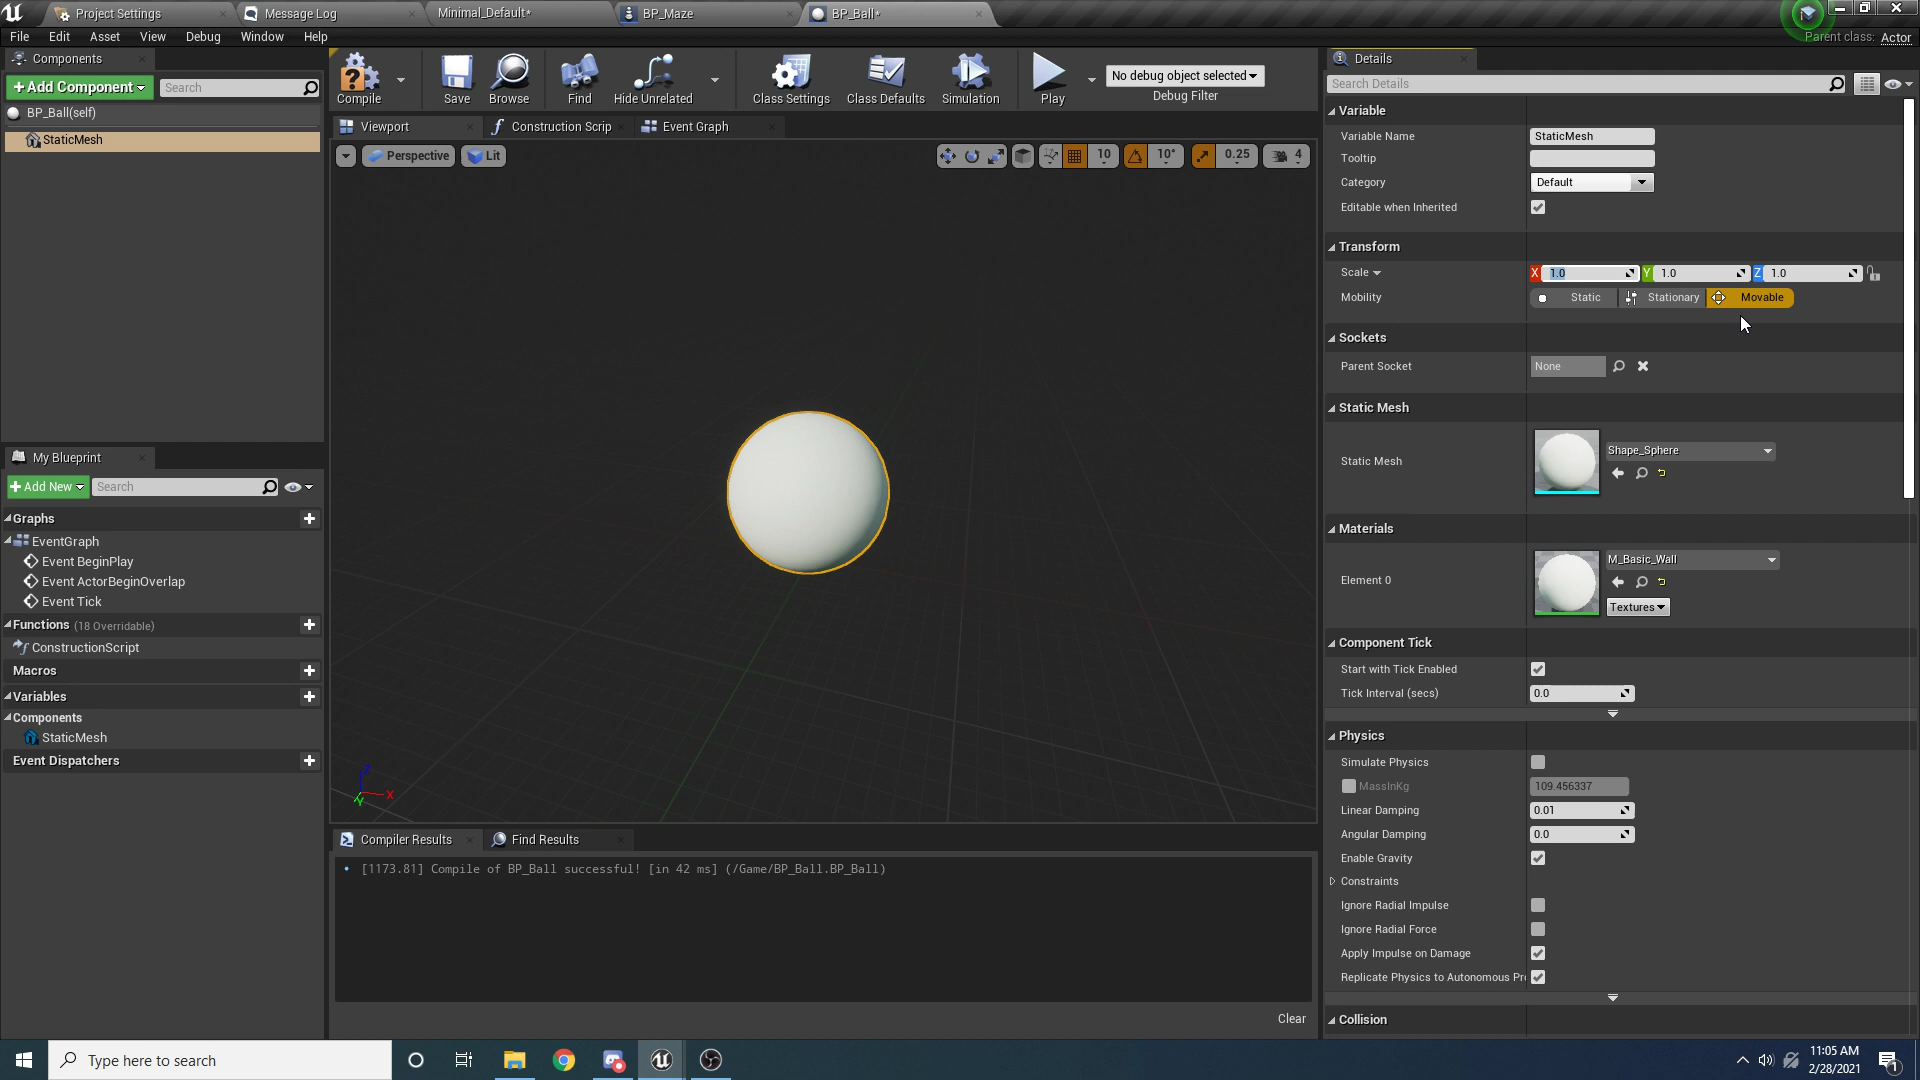 Project Settings
Message Log
Minimal_Default*
BP_Maze
BP_Ball*
Parent class: Actor
File Edit Asset View Debug Window Help
Components
Add Component
Search
BP_Ball(self)
StaticMesh
My Blueprint
Add New
Search
Graphs
EventGraph
Event BeginPlay
Event ActorBeginOverlap
Event Tick
Functions (18 Overridable)
ConstructionScript
Macros
Variables
Components
StaticMesh
Event Dispatchers
Compile
Save
Browse
Find
Hide Unrelated
Class Settings
Class Defaults
Simulation
Play
No debug object selected
Debug Filter
Viewport
Construction Scrip
Event Graph
Perspective
Lit
10
10°
0.25
4
Z
X
Y
Compiler Results
Find Results
[1173.81] Compile of BP_Ball successful! [in 42 ms] (/Game/BP_Ball.BP_Ball)
Clear
Details
Search Details
Variable
Variable Name StaticMesh
Tooltip
Category Default
Editable when Inherited
Transform
Scale X 1.0 Y 1.0 Z 1.0
Mobility Static Stationary Movable
Sockets
Parent Socket None
Static Mesh
Static Mesh Shape_Sphere
Materials
Element 0 M_Basic_Wall
Textures
Component Tick
Start with Tick Enabled
Tick Interval (secs) 0.0
Physics
Simulate Physics
MassInKg 109.456337
Linear Damping 0.01
Angular Damping 0.0
Enable Gravity
Constraints
Ignore Radial Impulse
Ignore Radial Force
Apply Impulse on Damage
Replicate Physics to Autonomous Pr
Collision
Type here to search
11:05 AM
2/28/2021
1